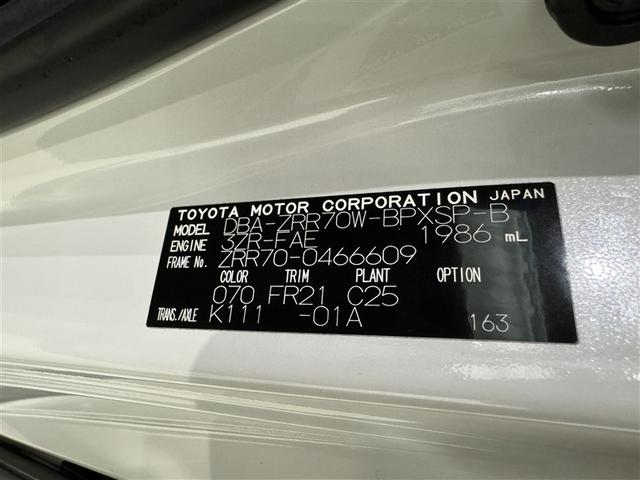 TOYOTA MOTOR CORPORATION JAPAN
MODEL DBA-ZRR70W-BPXSP-B
ENGINE 3ZR-FAE 1986 mL
FRAME No. ZRR70-0466609
COLOR TRIM PLANT OPTION
070 FR21 C25
TRANS./AXLE K111 -01A 163